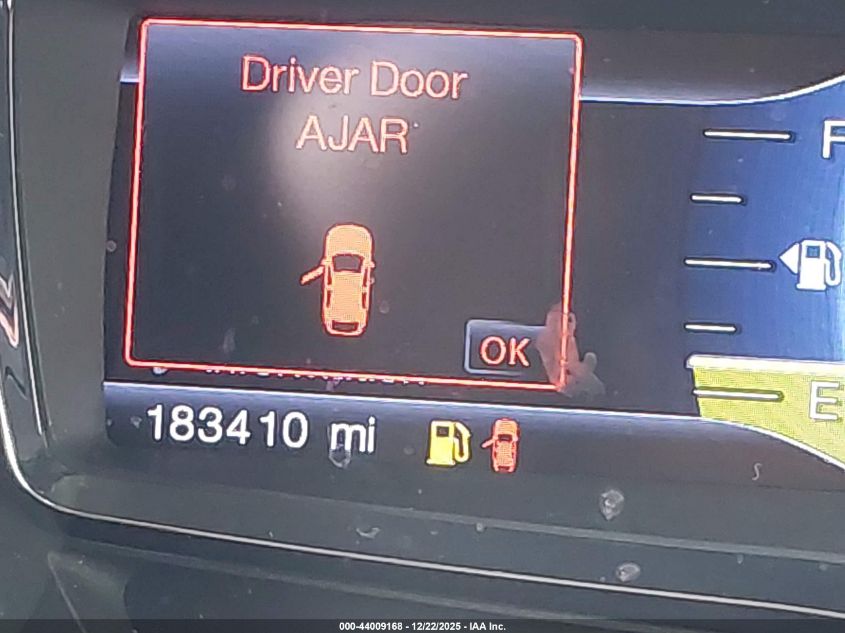 Driver Door
AJAR
OK
183410 mi
F
E
000-44009168 - 12/22/2025 - IAA Inc.